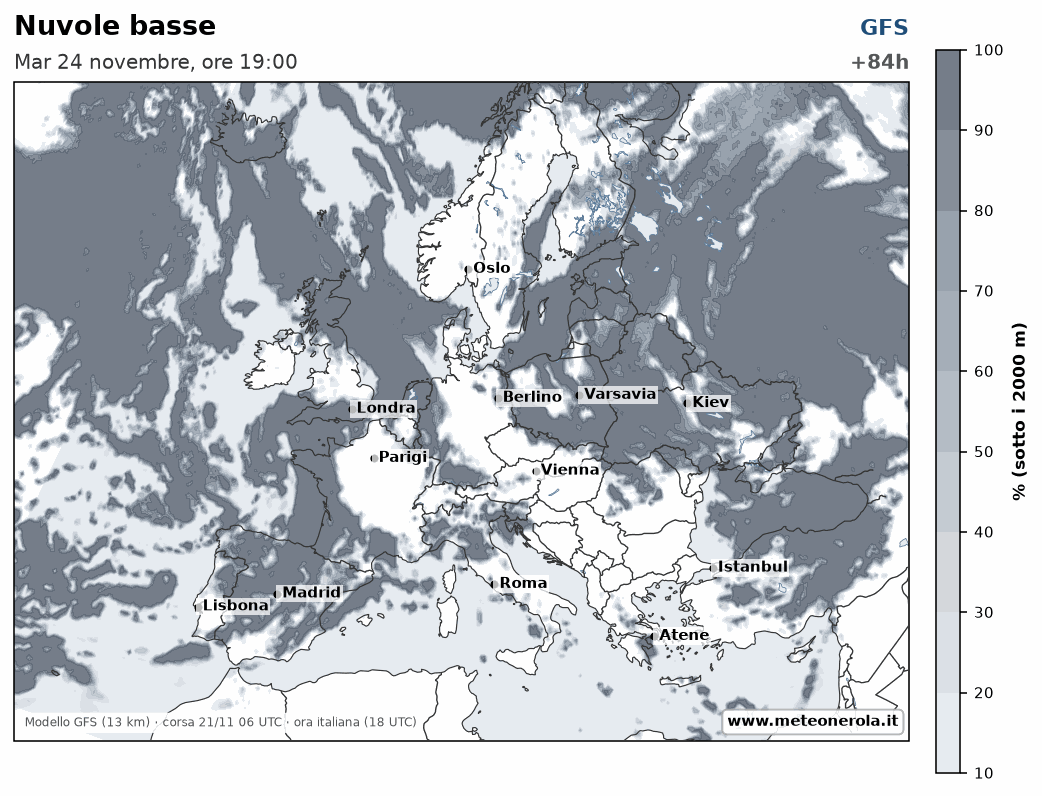 Nuvole basse
GFS
Mar 24 novembre, ore 19:00
+84h
100
90
80
70
60
50
40
30
20
10
% (sotto i 2000 m)
Oslo
Londra
Berlino
Varsavia
Kiev
Parigi
Vienna
Istanbul
Roma
Madrid
Lisbona
Atene
Modello GFS (13 km) · corsa 21/11 06 UTC · ora italiana (18 UTC)
www.meteonerola.it